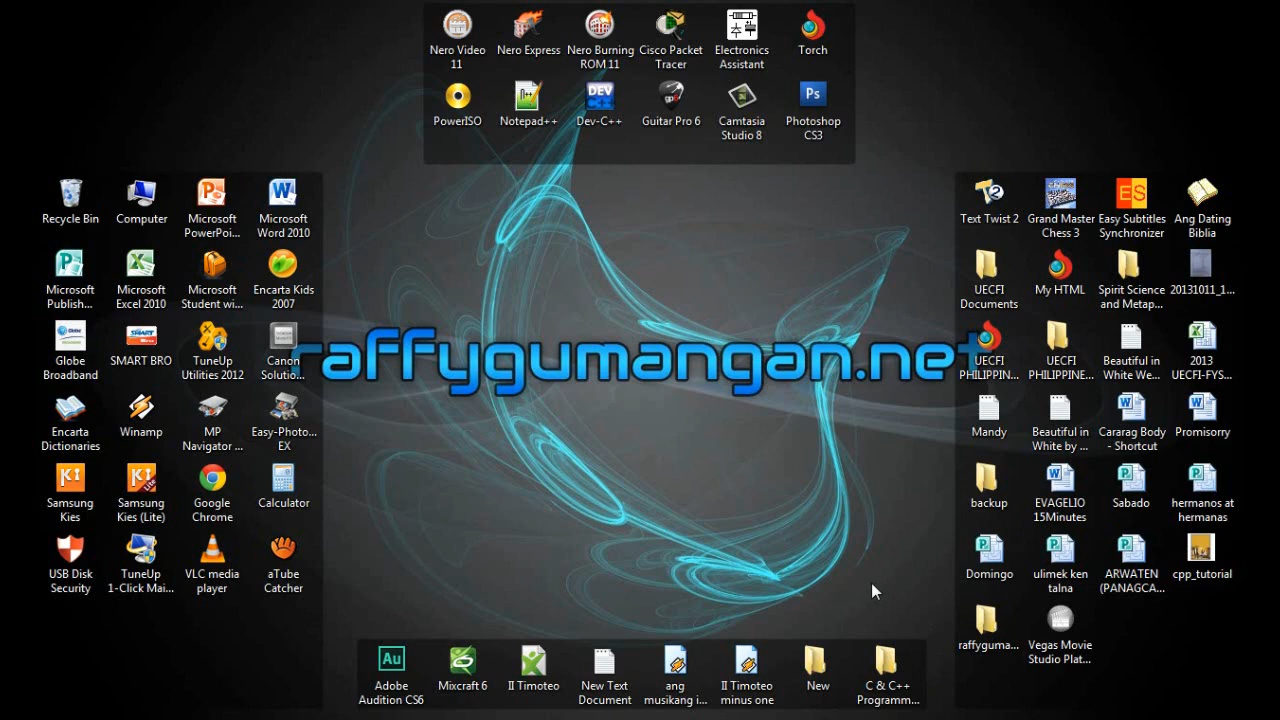 Nero Video
11
Nero Express
Nero Burning
ROM 11
Cisco Packet
Tracer
Electronics
Assistant
Torch
PowerISO
Notepad++
DEV
C++
Dev-C++
Guitar Pro 6
Camtasia
Studio 8
Ps
Photoshop
CS3
Recycle Bin
Computer
Microsoft
PowerPoi...
Microsoft
Word 2010
Microsoft
Publish...
Microsoft
Excel 2010
Microsoft
Student wi...
Encarta Kids
2007
Globe
Broadband
SMART BRO
TuneUp
Utilities 2012
Canon
Solutio...
Encarta
Dictionaries
Winamp
MP
Navigator ...
Easy-Photo...
EX
Samsung
Kies
Samsung
Kies (Lite)
Google
Chrome
Calculator
USB Disk
Security
TuneUp
1-Click Mai...
VLC media
player
aTube
Catcher
raffygumangan.net
Text Twist 2
Grand Master
Chess 3
ES
Easy Subtitles
Synchronizer
Ang Dating
Biblia
UECFI
Documents
My HTML
Spirit Science
and Metap...
20131011_1...
UECFI
PHILIPPIN...
UECFI
PHILIPPINE...
Beautiful in
White We...
2013
UECFI-FYS...
Mandy
Beautiful in
White by ...
Cararag Body
- Shortcut
Promisorry
backup
EVAGELIO
15Minutes
Sabado
hermanos at
hermanas
Domingo
ulimek ken
talna
ARWATEN
(PANAGCA...
cpp_tutorial
raffyguma...
Vegas Movie
Studio Plat...
Au
Adobe
Audition CS6
Mixcraft 6
II Timoteo
New Text
Document
ang
musikang i...
II Timoteo
minus one
New
C & C++
Programm...